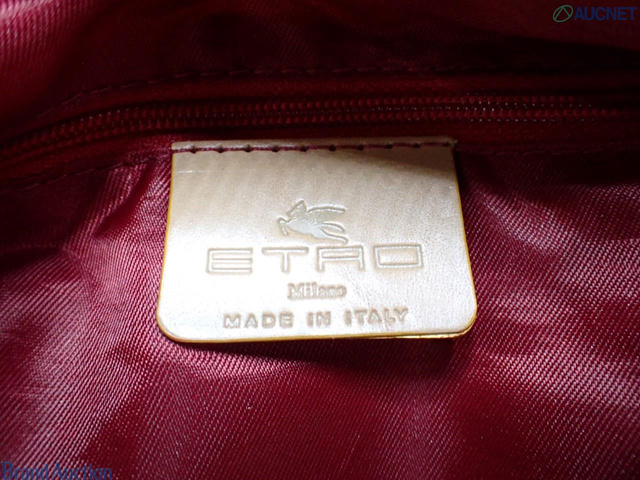 AUCNET
ETRO
Milano
MADE IN ITALY
Brand Auction